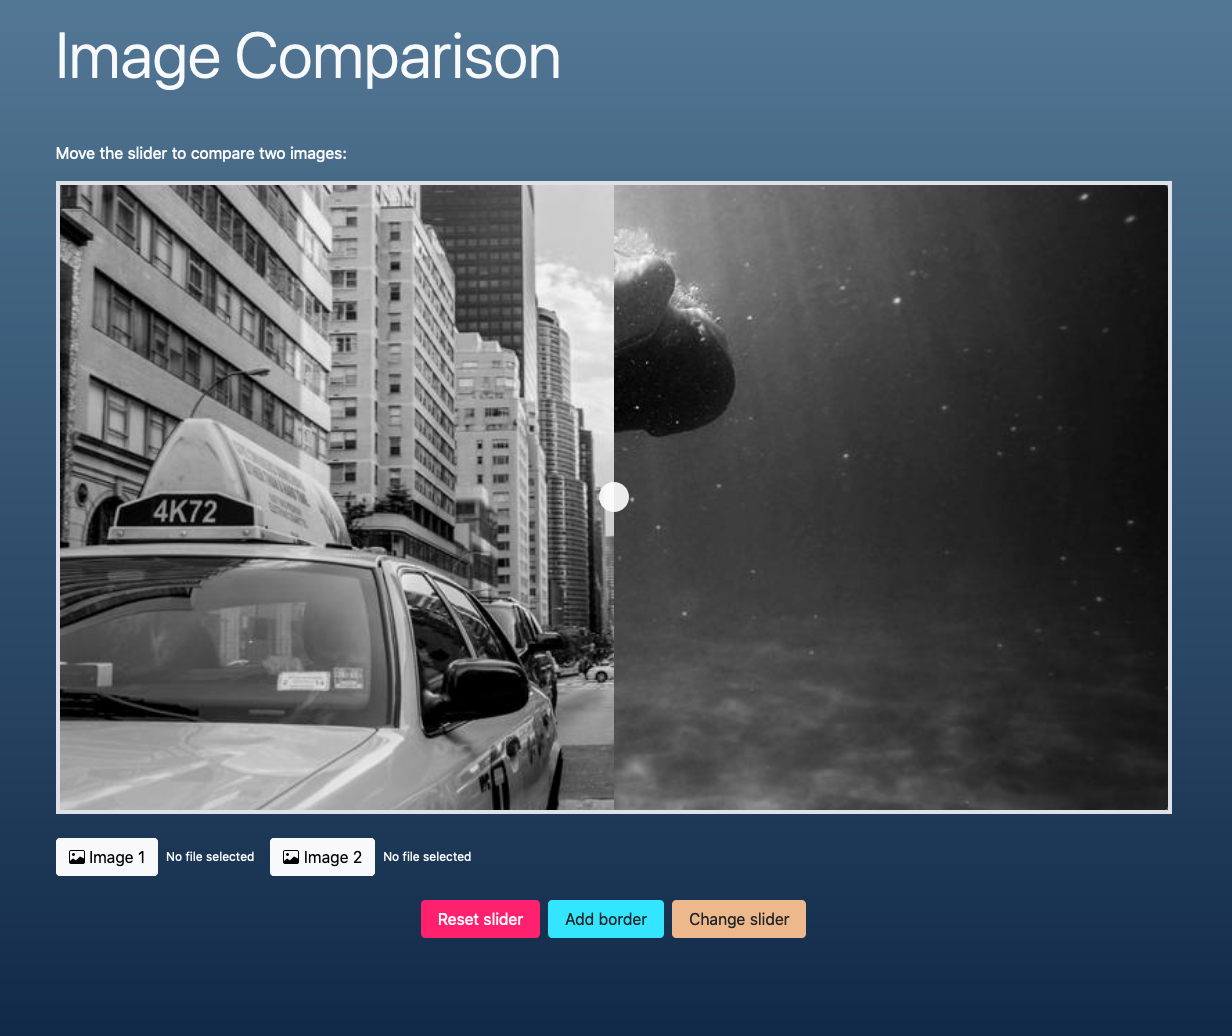 Image Comparison
Move the slider to compare two images:
4K72
Image 1 No file selected Image 2 No file selected
Reset slider Add border Change slider